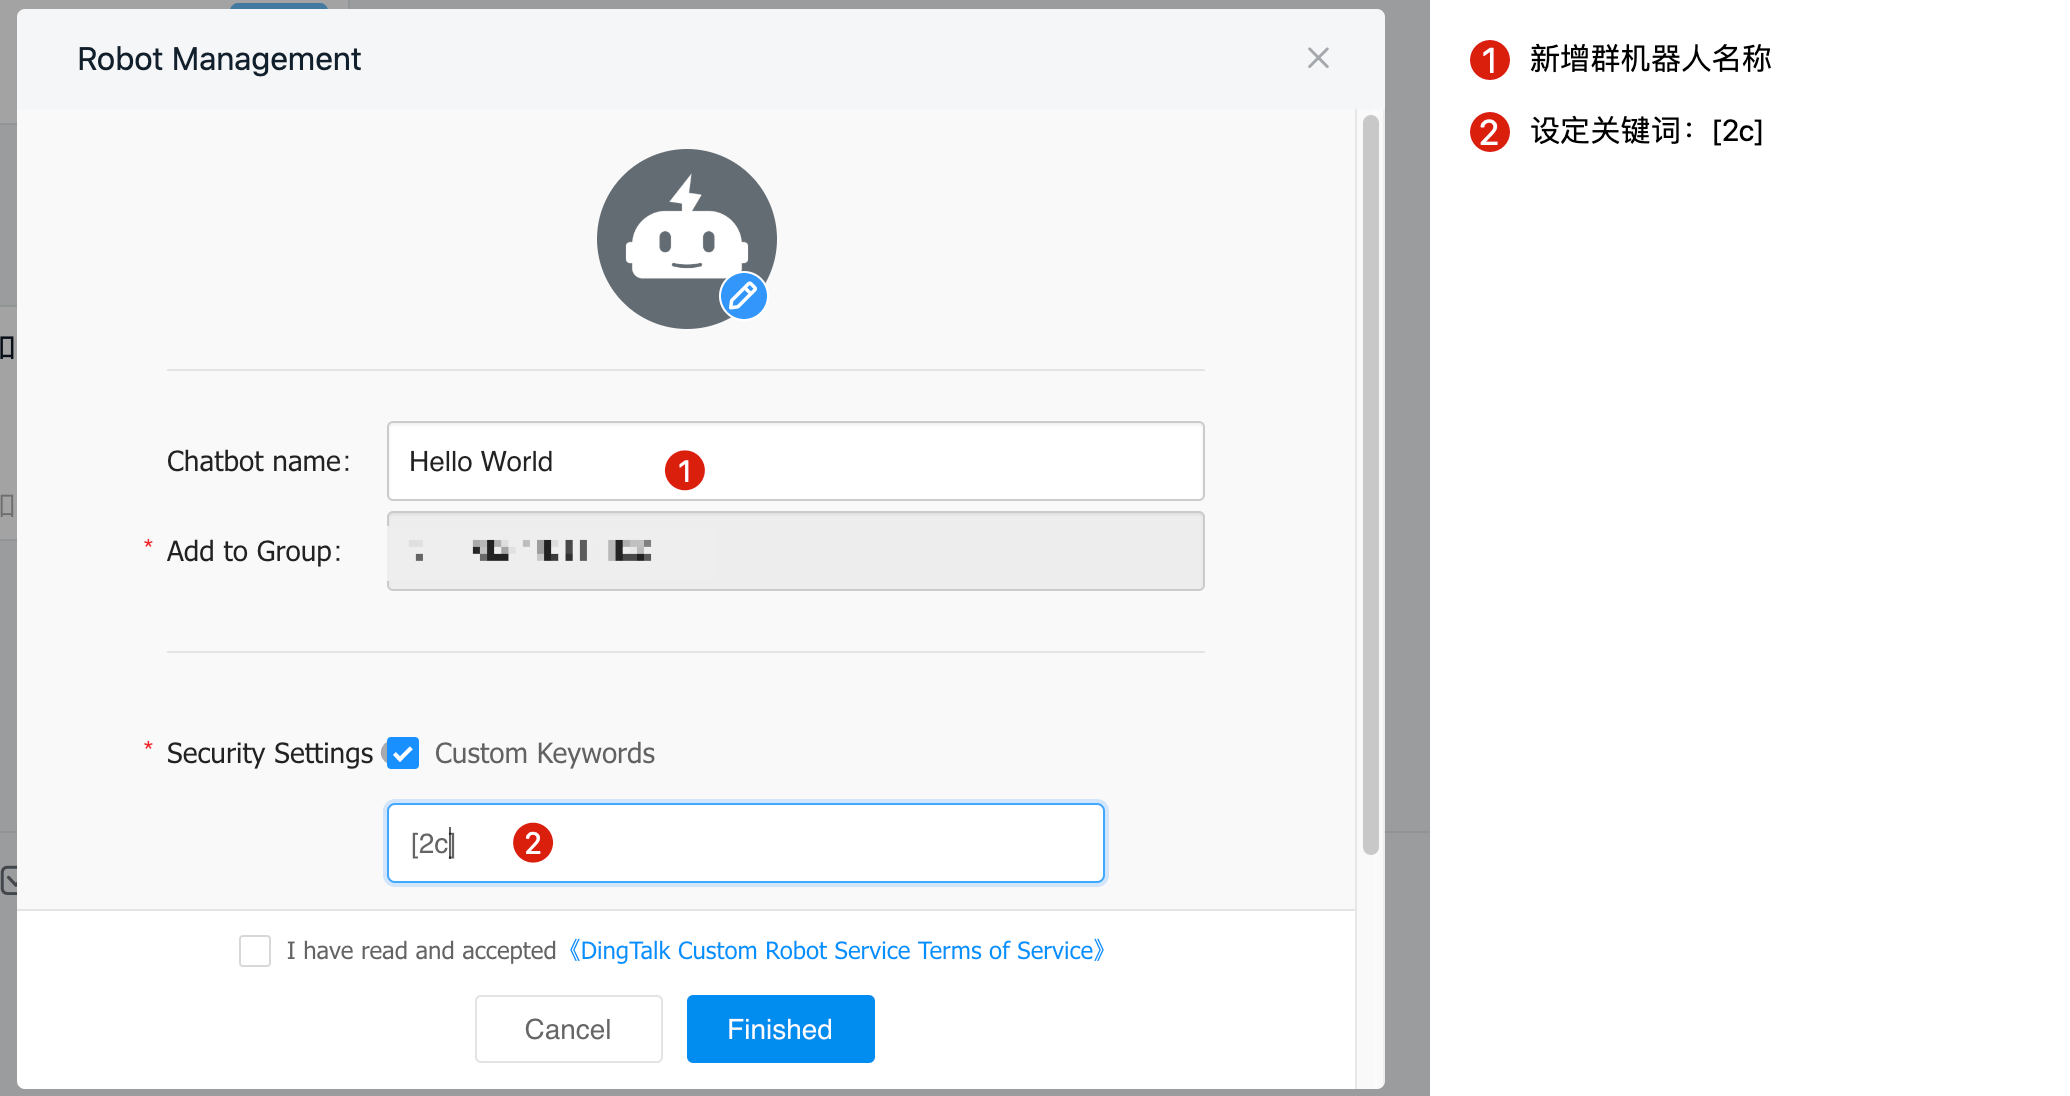 Robot Management
Chatbot name:
Hello World
1
* Add to Group:
* Security Settings
Custom Keywords
[2c]
2
I have read and accepted 《DingTalk Custom Robot Service Terms of Service》
Cancel
Finished
1 新增群机器人名称
2 设定关键词：[2c]